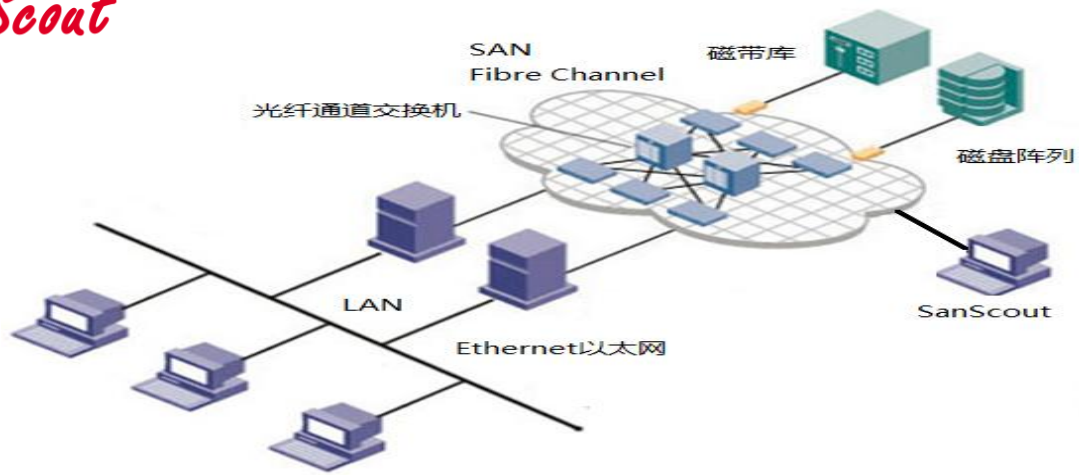 Scout
SAN
Fibre Channel
磁带库
光纤通道交换机
磁盘阵列
SanScout
LAN
Ethernet以太网